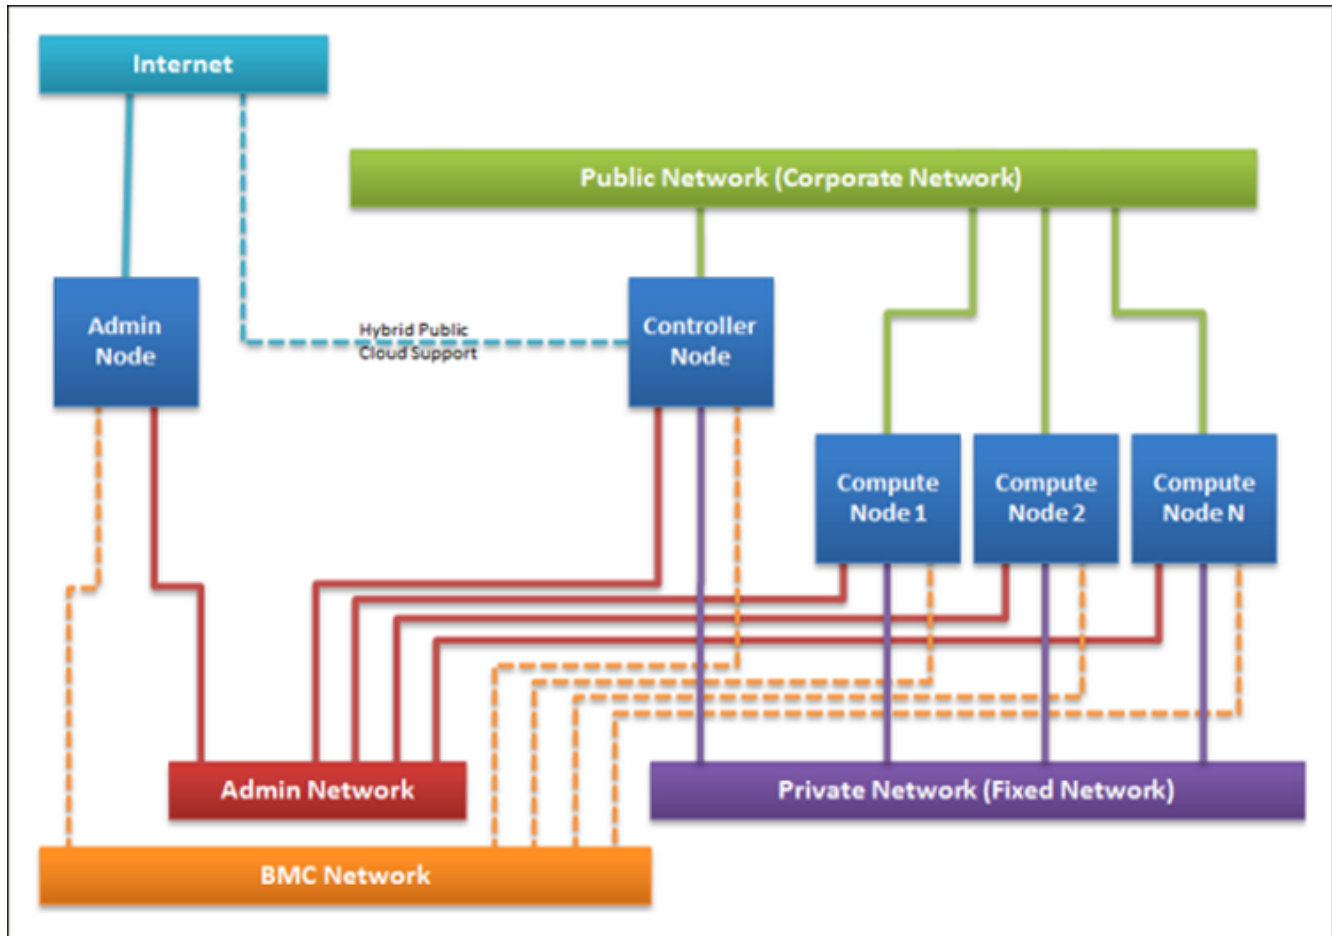 Internet
Public Network (Corporate Network)
Admin
Node
Hybrid Public
Cloud Support
Controller
Node
Compute
Node 1
Compute
Node 2
Compute
Node N
Admin Network
Private Network (Fixed Network)
BMC Network